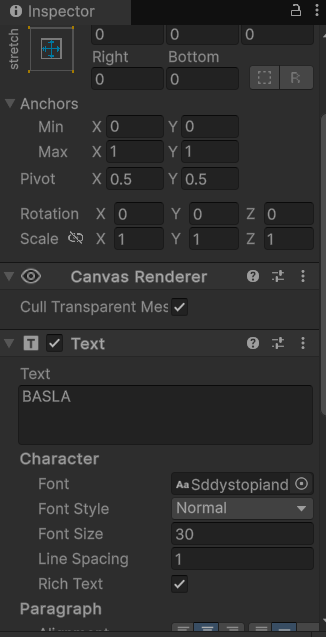 Inspector
stretch
0 0 0
Right Bottom
0 0 R
Anchors
Min X 0 Y 0
Max X 1 Y 1
Pivot X 0.5 Y 0.5
Rotation X 0 Y 0 Z 0
Scale X 1 Y 1 Z 1
Canvas Renderer
Cull Transparent Mes
T Text
Text
BASLA
Character
Font Aa Sddystopiand
Font Style Normal
Font Size 30
Line Spacing 1
Rich Text
Paragraph